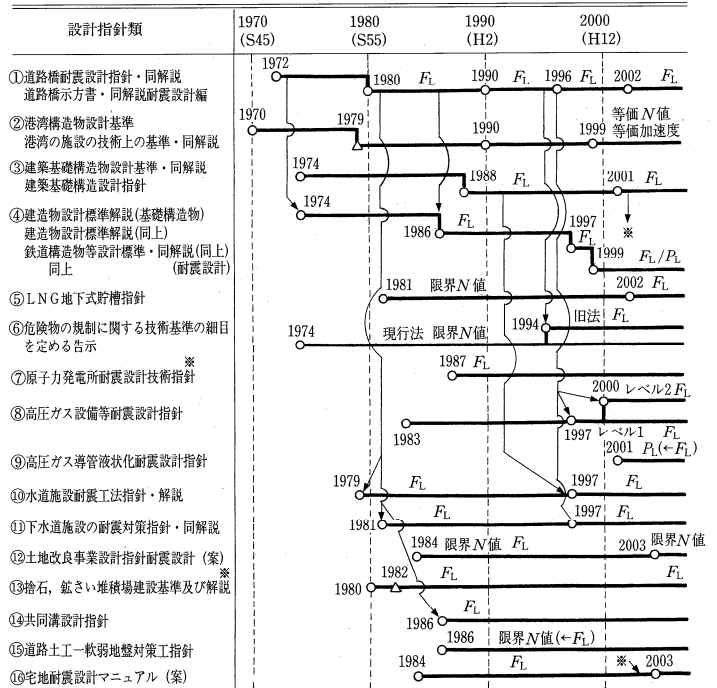 設計指針類
1970 1980 1990 2000
(S45) (S55) (H2) (H12)
①道路橋耐震設計指針・同解説
道路橋示方書・同解説耐震設計編
1972 1980 FL 1990 FL 1996 FL 2002 FL
②港湾構造物設計基準
港湾の施設の技術上の基準・同解説
1970 1979 1990 1999 等価N値
等価加速度
③建築基礎構造物設計基準・同解説
建築基礎構造設計指針
1974 1988 FL 2001 FL
※
④建造物設計標準解説(基礎構造物)
建造物設計標準解説(同上)
鉄道構造物等設計標準・同解説(同上)
同上 (耐震設計)
1974 1986 FL 1997 FL 1999 FL/PL
⑤LNG地下式貯槽指針
1981 限界N値 2002 FL
⑥危険物の規制に関する技術基準の細目
を定める告示
1974 現行法 限界N値 1994 旧法 FL
⑦原子力発電所耐震設計技術指針※
1987 FL
⑧高圧ガス設備等耐震設計指針
1983 1997 レベル1 FL 2000 レベル2FL
⑨高圧ガス導管液状化耐震設計指針
2001 PL(←FL)
⑩水道施設耐震工法指針・解説
1979 FL 1997 FL
⑪下水道施設の耐震対策指針・同解説
1981 FL 1997 FL
⑫土地改良事業設計指針耐震設計(案)
1984 限界N値 FL 2003 限界N値
⑬捨石，鉱さい堆積場建設基準及び解説※
1980 1982 FL FL
⑭共同溝設計指針
1986 FL
⑮道路土工―軟弱地盤対策工指針
1986 限界N値(←FL)
⑯宅地耐震設計マニュアル(案)
1984 FL ※ 2003